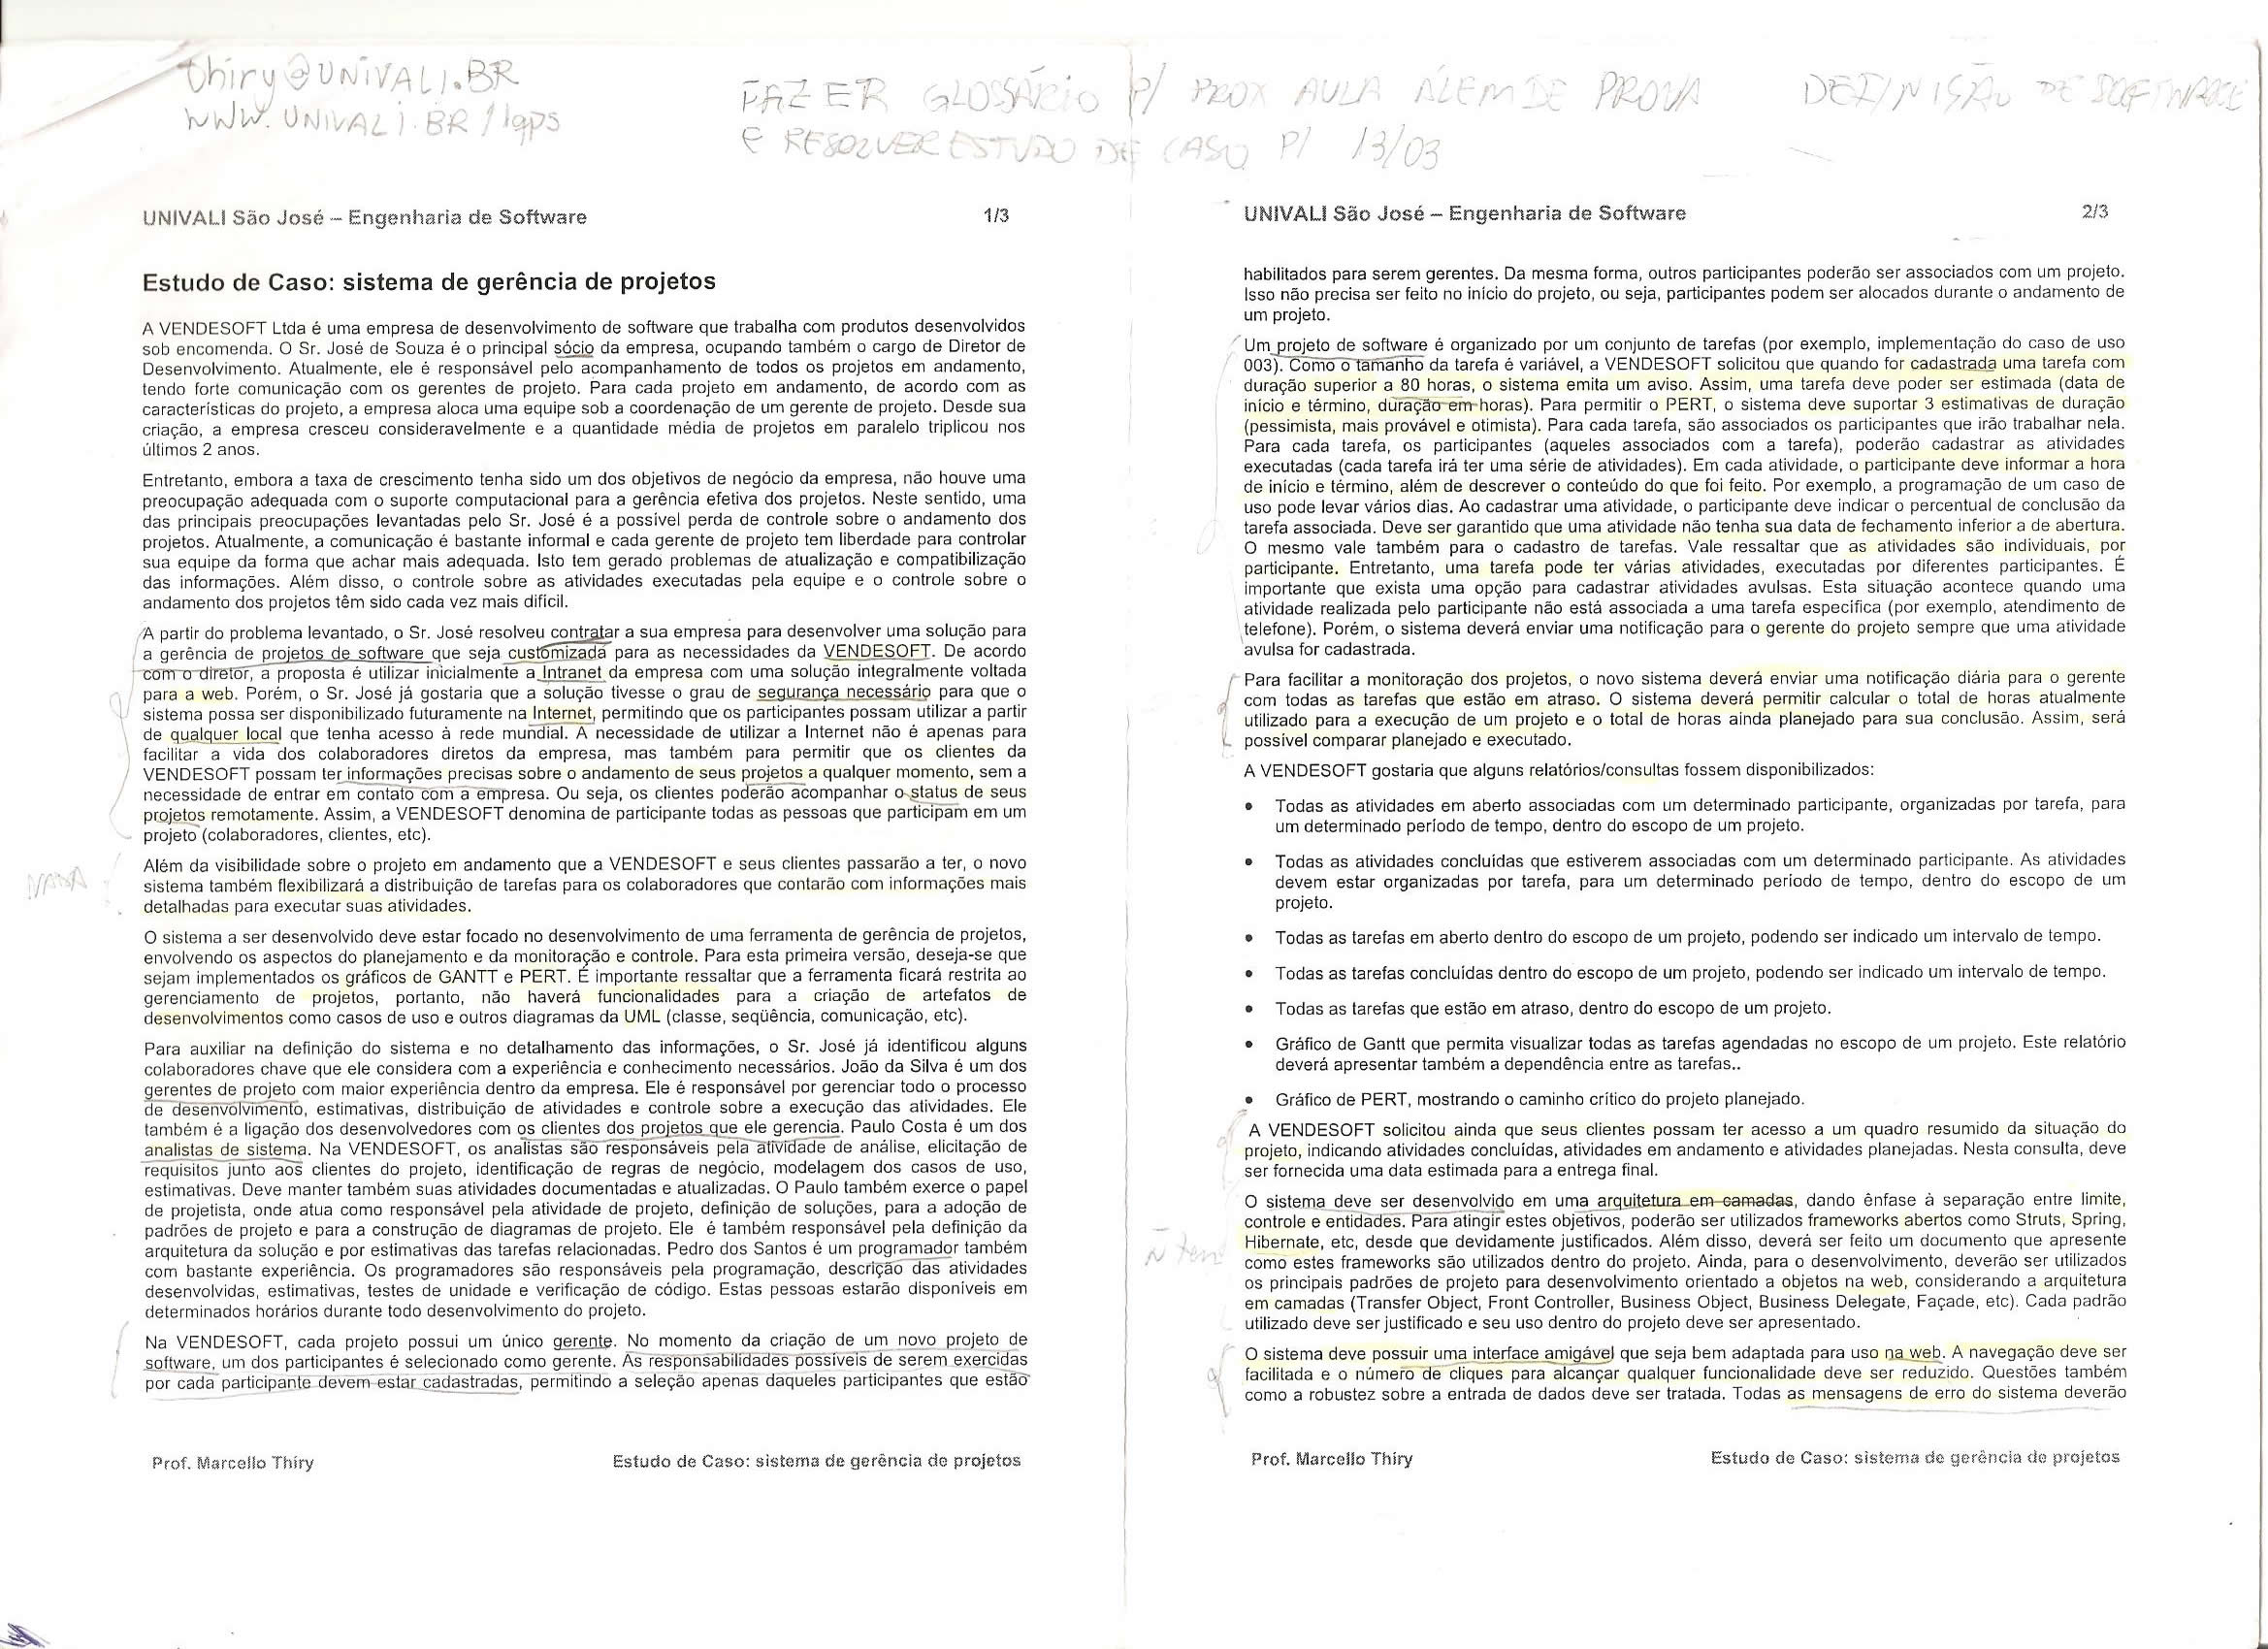 thiry@UNIVALI.BR
WWW.UNIVALI.BR/lqps
FAZER GLOSSÁRIO P/ PROX AULA ALEM DE PROVA
E RESOLVER ESTUDO DE CASO P/ 13/03
DEFINISÃO DE SOFTWARE
UNIVALI São José – Engenharia de Software 1/3
Estudo de Caso: sistema de gerência de projetos
A VENDESOFT Ltda é uma empresa de desenvolvimento de software que trabalha com produtos desenvolvidos
sob encomenda. O Sr. José de Souza é o principal sócio da empresa, ocupando também o cargo de Diretor de
Desenvolvimento. Atualmente, ele é responsável pelo acompanhamento de todos os projetos em andamento,
tendo forte comunicação com os gerentes de projeto. Para cada projeto em andamento, de acordo com as
características do projeto, a empresa aloca uma equipe sob a coordenação de um gerente de projeto. Desde sua
criação, a empresa cresceu consideravelmente e a quantidade média de projetos em paralelo triplicou nos
últimos 2 anos.
Entretanto, embora a taxa de crescimento tenha sido um dos objetivos de negócio da empresa, não houve uma
preocupação adequada com o suporte computacional para a gerência efetiva dos projetos. Neste sentido, uma
das principais preocupações levantadas pelo Sr. José é a possível perda de controle sobre o andamento dos
projetos. Atualmente, a comunicação é bastante informal e cada gerente de projeto tem liberdade para controlar
sua equipe da forma que achar mais adequada. Isto tem gerado problemas de atualização e compatibilização
das informações. Além disso, o controle sobre as atividades executadas pela equipe e o controle sobre o
andamento dos projetos têm sido cada vez mais difícil.
A partir do problema levantado, o Sr. José resolveu contratar a sua empresa para desenvolver uma solução para
a gerência de projetos de software que seja customizada para as necessidades da VENDESOFT. De acordo
com o diretor, a proposta é utilizar inicialmente a Intranet da empresa com uma solução integralmente voltada
para a web. Porém, o Sr. José já gostaria que a solução tivesse o grau de segurança necessário para que o
sistema possa ser disponibilizado futuramente na Internet, permitindo que os participantes possam utilizar a partir
de qualquer local que tenha acesso à rede mundial. A necessidade de utilizar a Internet não é apenas para
facilitar a vida dos colaboradores diretos da empresa, mas também para permitir que os clientes da
VENDESOFT possam ter informações precisas sobre o andamento de seus projetos a qualquer momento, sem a
necessidade de entrar em contato com a empresa. Ou seja, os clientes poderão acompanhar o status de seus
projetos remotamente. Assim, a VENDESOFT denomina de participante todas as pessoas que participam em um
projeto (colaboradores, clientes, etc).
NADA
Além da visibilidade sobre o projeto em andamento que a VENDESOFT e seus clientes passarão a ter, o novo
sistema também flexibilizará a distribuição de tarefas para os colaboradores que contarão com informações mais
detalhadas para executar suas atividades.
O sistema a ser desenvolvido deve estar focado no desenvolvimento de uma ferramenta de gerência de projetos,
envolvendo os aspectos do planejamento e da monitoração e controle. Para esta primeira versão, deseja-se que
sejam implementados os gráficos de GANTT e PERT. É importante ressaltar que a ferramenta ficará restrita ao
gerenciamento de projetos, portanto, não haverá funcionalidades para a criação de artefatos de
desenvolvimentos como casos de uso e outros diagramas da UML (classe, seqüência, comunicação, etc).
Para auxiliar na definição do sistema e no detalhamento das informações, o Sr. José já identificou alguns
colaboradores chave que ele considera com a experiência e conhecimento necessários. João da Silva é um dos
gerentes de projeto com maior experiência dentro da empresa. Ele é responsável por gerenciar todo o processo
de desenvolvimento, estimativas, distribuição de atividades e controle sobre a execução das atividades. Ele
também é a ligação dos desenvolvedores com os clientes dos projetos que ele gerencia. Paulo Costa é um dos
analistas de sistema. Na VENDESOFT, os analistas são responsáveis pela atividade de análise, elicitação de
requisitos junto aos clientes do projeto, identificação de regras de negócio, modelagem dos casos de uso,
estimativas. Deve manter também suas atividades documentadas e atualizadas. O Paulo também exerce o papel
de projetista, onde atua como responsável pela atividade de projeto, definição de soluções, para a adoção de
padrões de projeto e para a construção de diagramas de projeto. Ele é também responsável pela definição da
arquitetura da solução e por estimativas das tarefas relacionadas. Pedro dos Santos é um programador também
com bastante experiência. Os programadores são responsáveis pela programação, descrição das atividades
desenvolvidas, estimativas, testes de unidade e verificação de código. Estas pessoas estarão disponíveis em
determinados horários durante todo desenvolvimento do projeto.
Na VENDESOFT, cada projeto possui um único gerente. No momento da criação de um novo projeto de
software, um dos participantes é selecionado como gerente. As responsabilidades possíveis de serem exercidas
por cada participante devem estar cadastradas, permitindo a seleção apenas daqueles participantes que estão
Prof. Marcello Thiry Estudo de Caso: sistema de gerência de projetos
UNIVALI São José – Engenharia de Software 2/3
habilitados para serem gerentes. Da mesma forma, outros participantes poderão ser associados com um projeto.
Isso não precisa ser feito no início do projeto, ou seja, participantes podem ser alocados durante o andamento de
um projeto.
Um projeto de software é organizado por um conjunto de tarefas (por exemplo, implementação do caso de uso
003). Como o tamanho da tarefa é variável, a VENDESOFT solicitou que quando for cadastrada uma tarefa com
duração superior a 80 horas, o sistema emita um aviso. Assim, uma tarefa deve poder ser estimada (data de
início e término, duração em horas). Para permitir o PERT, o sistema deve suportar 3 estimativas de duração
(pessimista, mais provável e otimista). Para cada tarefa, são associados os participantes que irão trabalhar nela.
Para cada tarefa, os participantes (aqueles associados com a tarefa), poderão cadastrar as atividades
executadas (cada tarefa irá ter uma série de atividades). Em cada atividade, o participante deve informar a hora
de início e término, além de descrever o conteúdo do que foi feito. Por exemplo, a programação de um caso de
uso pode levar vários dias. Ao cadastrar uma atividade, o participante deve indicar o percentual de conclusão da
tarefa associada. Deve ser garantido que uma atividade não tenha sua data de fechamento inferior a de abertura.
O mesmo vale também para o cadastro de tarefas. Vale ressaltar que as atividades são individuais, por
participante. Entretanto, uma tarefa pode ter várias atividades, executadas por diferentes participantes. É
importante que exista uma opção para cadastrar atividades avulsas. Esta situação acontece quando uma
atividade realizada pelo participante não está associada a uma tarefa especifica (por exemplo, atendimento de
telefone). Porém, o sistema deverá enviar uma notificação para o gerente do projeto sempre que uma atividade
avulsa for cadastrada.
Para facilitar a monitoração dos projetos, o novo sistema deverá enviar uma notificação diária para o gerente
com todas as tarefas que estão em atraso. O sistema deverá permitir calcular o total de horas atualmente
utilizado para a execução de um projeto e o total de horas ainda planejado para sua conclusão. Assim, será
possível comparar planejado e executado.
A VENDESOFT gostaria que alguns relatórios/consultas fossem disponibilizados:
• Todas as atividades em aberto associadas com um determinado participante, organizadas por tarefa, para
um determinado período de tempo, dentro do escopo de um projeto.
• Todas as atividades concluídas que estiverem associadas com um determinado participante. As atividades
devem estar organizadas por tarefa, para um determinado período de tempo, dentro do escopo de um
projeto.
• Todas as tarefas em aberto dentro do escopo de um projeto, podendo ser indicado um intervalo de tempo.
• Todas as tarefas concluídas dentro do escopo de um projeto, podendo ser indicado um intervalo de tempo.
• Todas as tarefas que estão em atraso, dentro do escopo de um projeto.
• Gráfico de Gantt que permita visualizar todas as tarefas agendadas no escopo de um projeto. Este relatório
deverá apresentar também a dependência entre as tarefas..
• Gráfico de PERT, mostrando o caminho crítico do projeto planejado.
A VENDESOFT solicitou ainda que seus clientes possam ter acesso a um quadro resumido da situação do
projeto, indicando atividades concluídas, atividades em andamento e atividades planejadas. Nesta consulta, deve
ser fornecida uma data estimada para a entrega final.
O sistema deve ser desenvolvido em uma arquitetura em camadas, dando ênfase à separação entre limite,
controle e entidades. Para atingir estes objetivos, poderão ser utilizados frameworks abertos como Struts, Spring,
Hibernate, etc, desde que devidamente justificados. Além disso, deverá ser feito um documento que apresente
como estes frameworks são utilizados dentro do projeto. Ainda, para o desenvolvimento, deverão ser utilizados
os principais padrões de projeto para desenvolvimento orientado a objetos na web, considerando a arquitetura
em camadas (Transfer Object, Front Controller, Business Object, Business Delegate, Façade, etc). Cada padrão
utilizado deve ser justificado e seu uso dentro do projeto deve ser apresentado.
O sistema deve possuir uma interface amigável que seja bem adaptada para uso na web. A navegação deve ser
facilitada e o número de cliques para alcançar qualquer funcionalidade deve ser reduzido. Questões também
como a robustez sobre a entrada de dados deve ser tratada. Todas as mensagens de erro do sistema deverão
Prof. Marcello Thiry Estudo de Caso: sistema de gerência de projetos